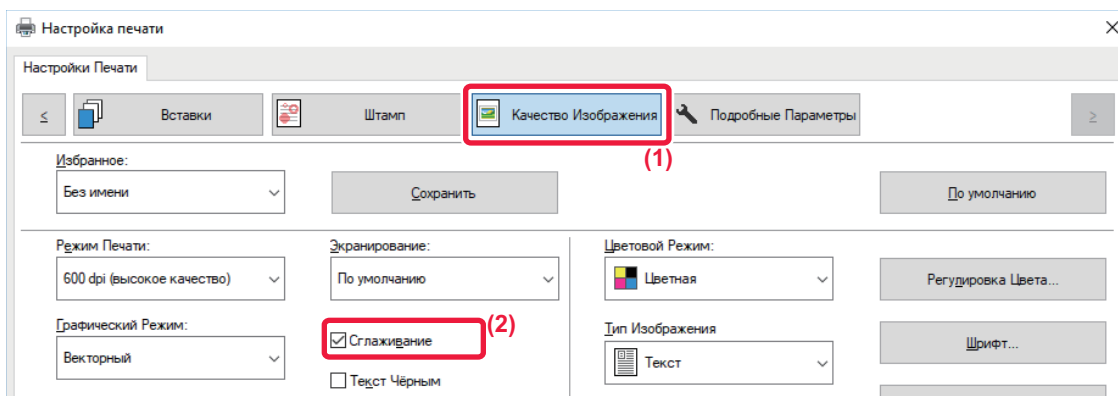 Настройка печати
Настройки Печати
< Вставки Штамп Качество Изображения Подробные Параметры >
(1)
Избранное:
Без имени Сохранить По умолчанию
Режим Печати: Экранирование: Цветовой Режим:
600 dpi (высокое качество) По умолчанию Цветная Регулировка Цвета...
Графический Режим: (2) Тип Изображения
Векторный Сглаживание Текст Шрифт...
Текст Чёрным